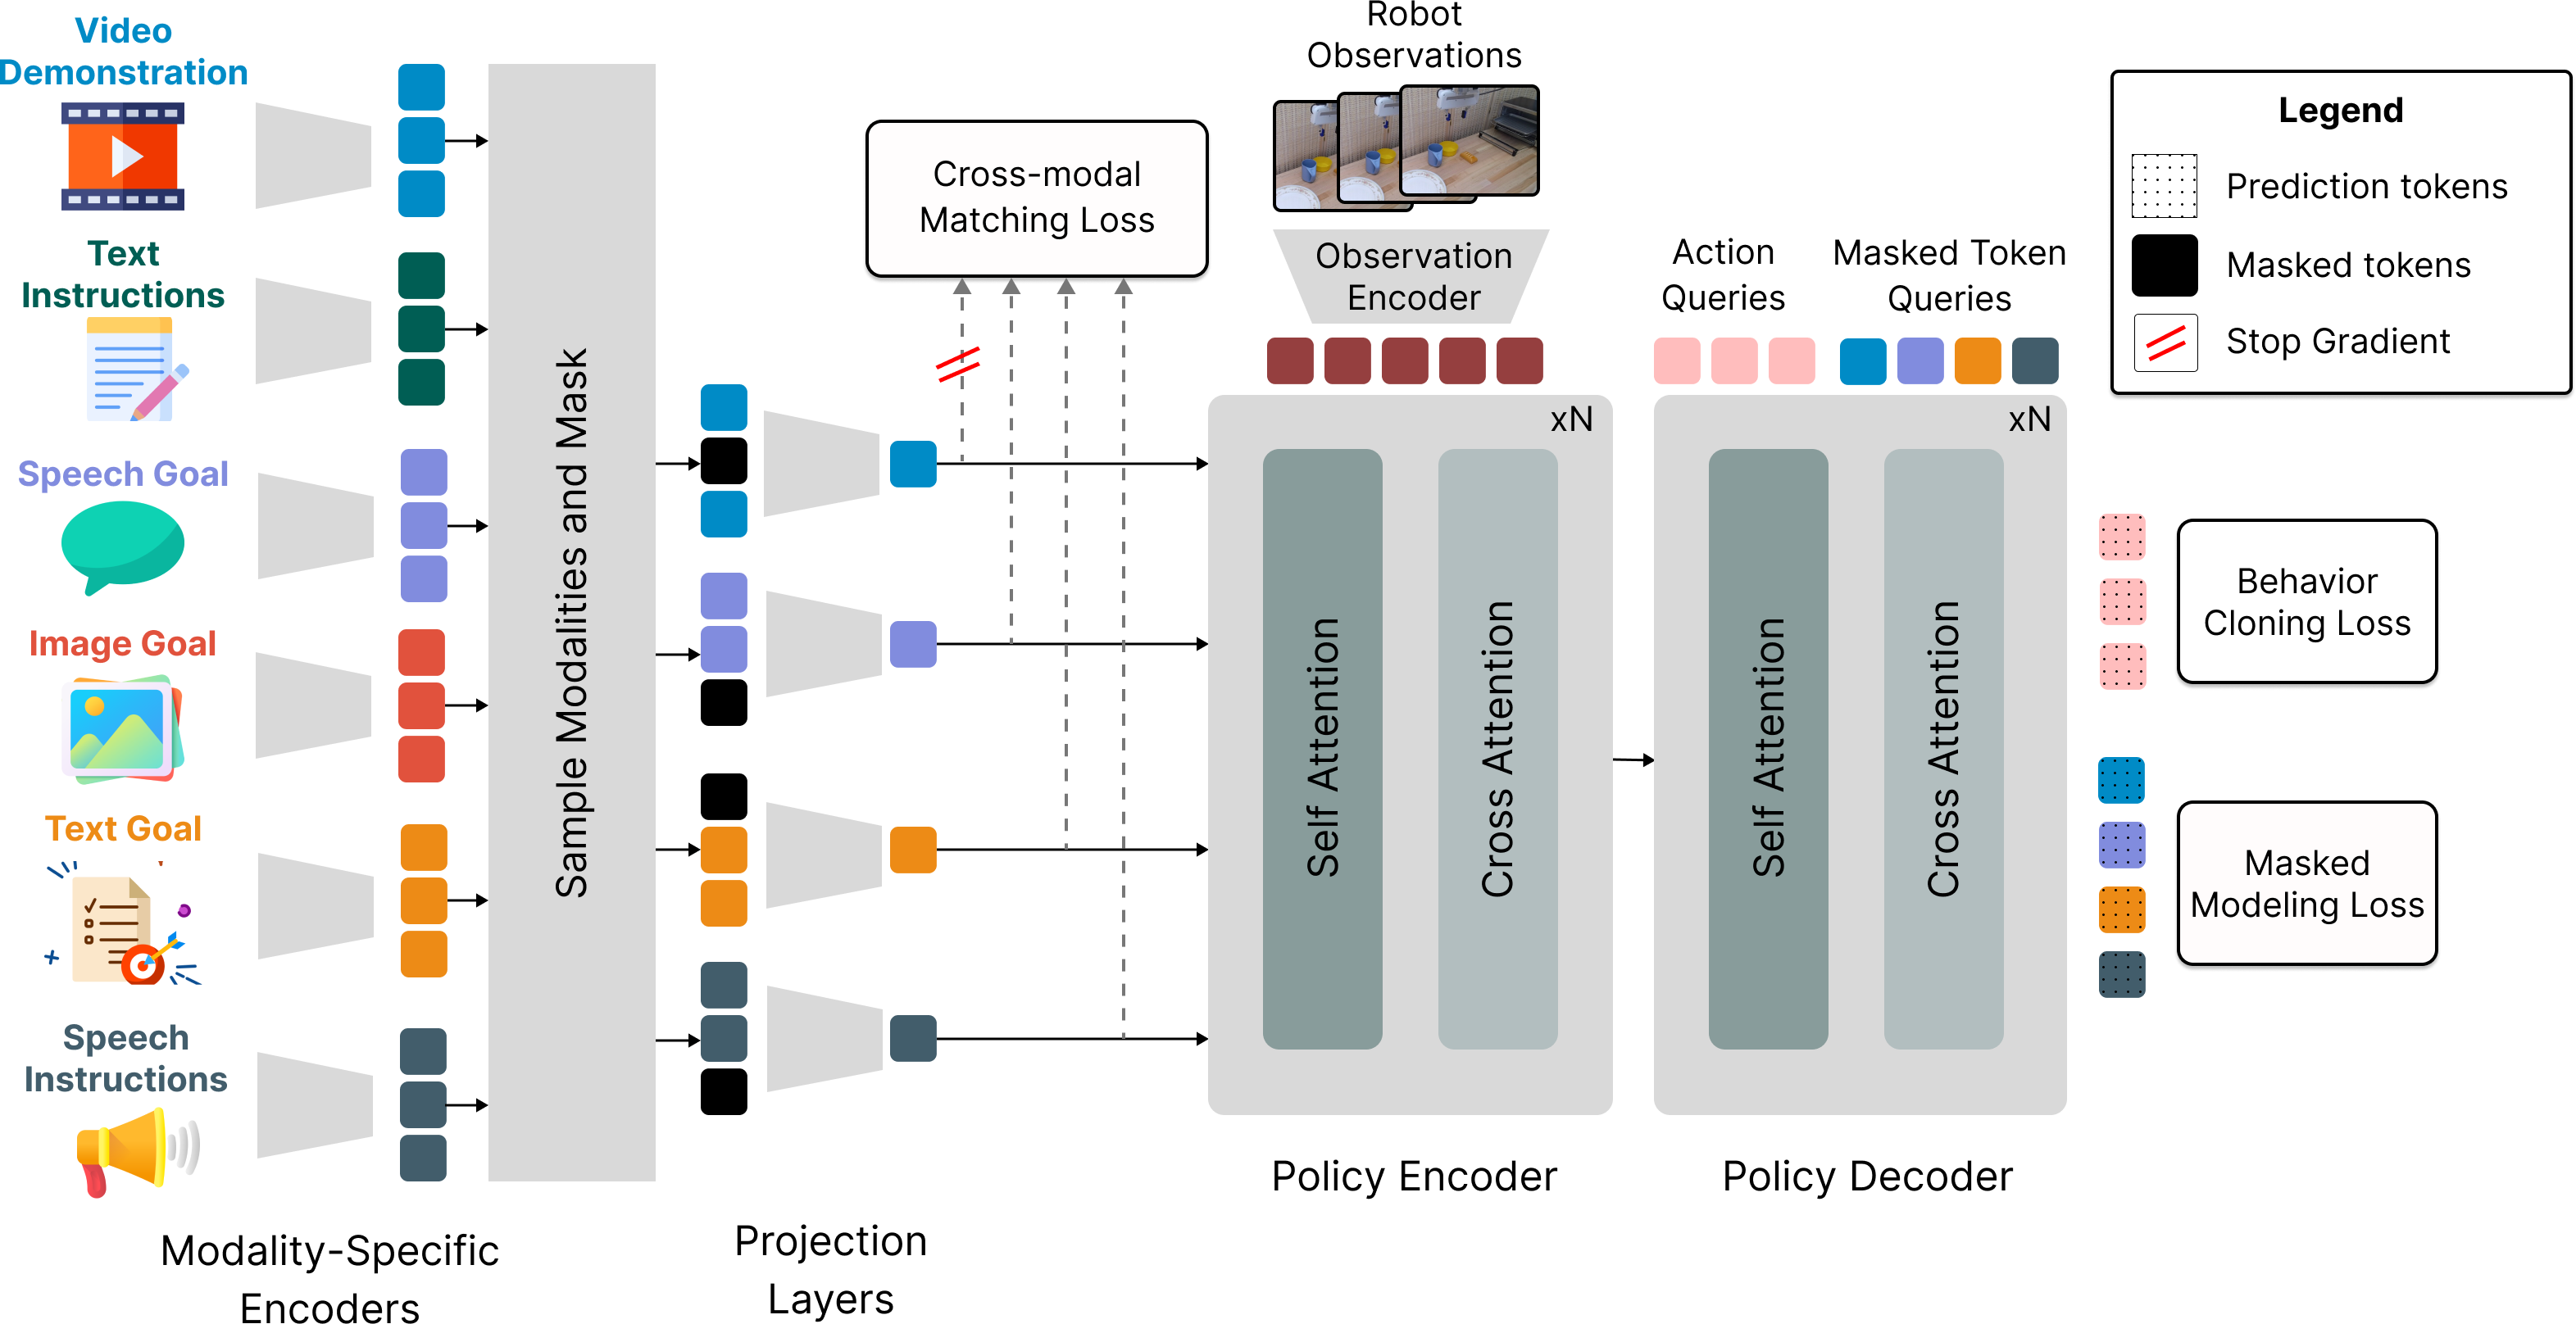 Video
Demonstration
Text
Instructions
Speech Goal
Image Goal
Text Goal
Speech
Instructions
Modality-Specific
Encoders
Sample Modalities and Mask
Projection
Layers
Cross-modal
Matching Loss
Robot
Observations
Observation
Encoder
xN
Self Attention
Cross Attention
Policy Encoder
Action
Queries
Masked Token
Queries
xN
Self Attention
Cross Attention
Policy Decoder
Legend
Prediction tokens
Masked tokens
Stop Gradient
Behavior
Cloning Loss
Masked
Modeling Loss